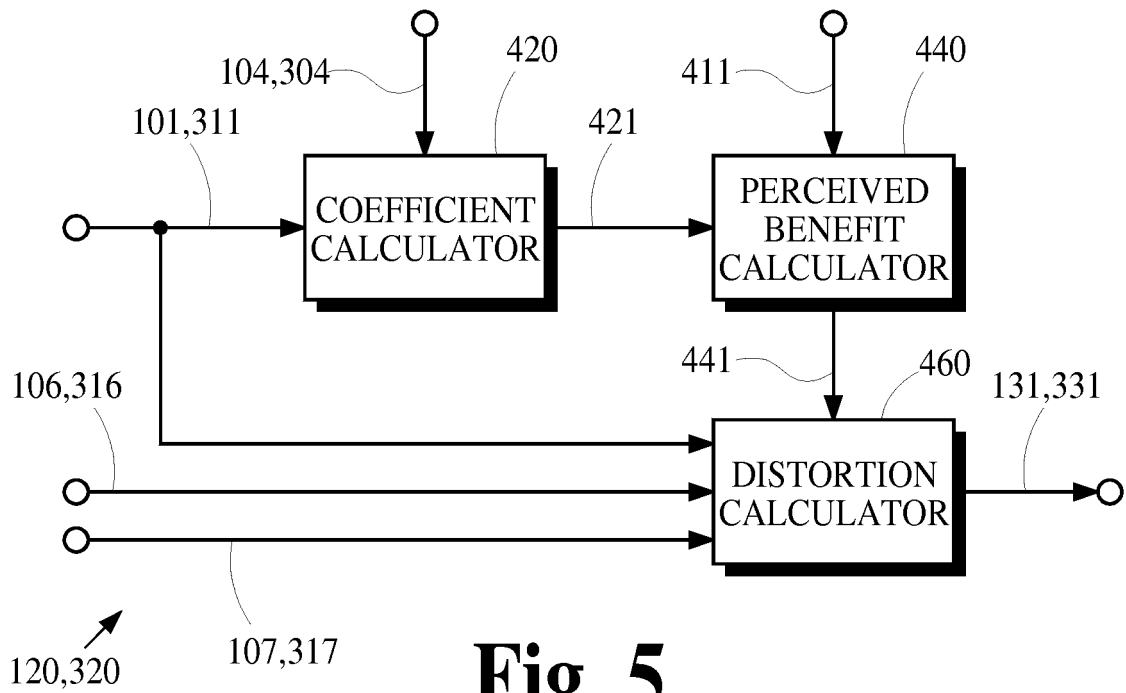 104,304
420
411
440
101,311
421
COEFFICIENT
CALCULATOR
PERCEIVED
BENEFIT
CALCULATOR
441
460
106,316
131,331
DISTORTION
CALCULATOR
107,317
120,320
Fig. 5